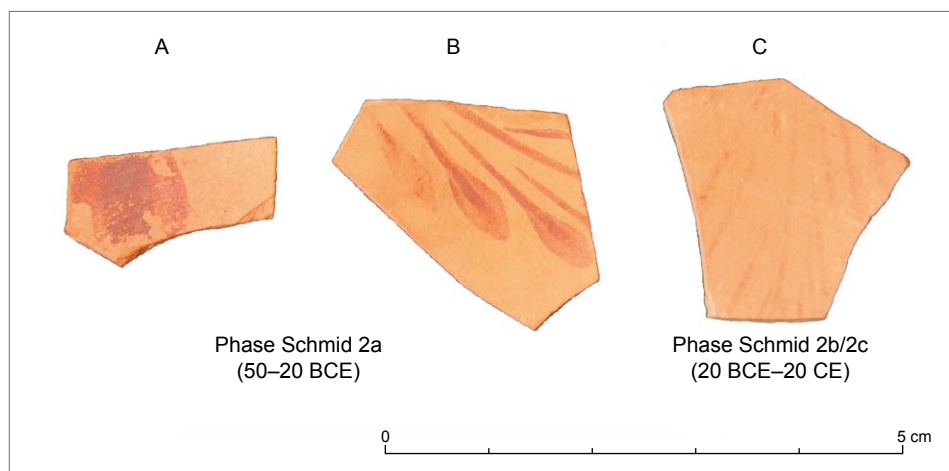 A
B
C
Phase Schmid 2a
(50–20 BCE)
Phase Schmid 2b/2c
(20 BCE–20 CE)
0
5 cm